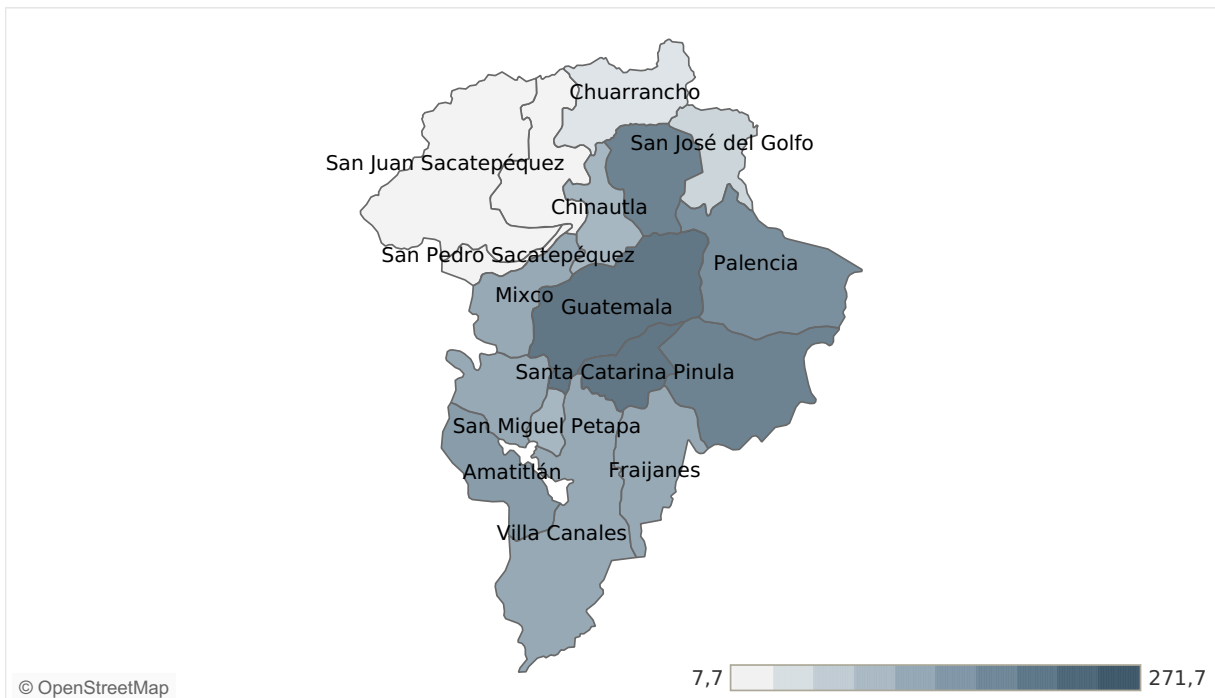 Chuarrancho
San José del Golfo
San Juan Sacatepéquez
Chinautla
San Pedro Sacatepéquez
Palencia
Mixco
Guatemala
Santa Catarina Pinula
San Miguel Petapa
Amatitlán
Fraijanes
Villa Canales
7,7
271,7
© OpenStreetMap